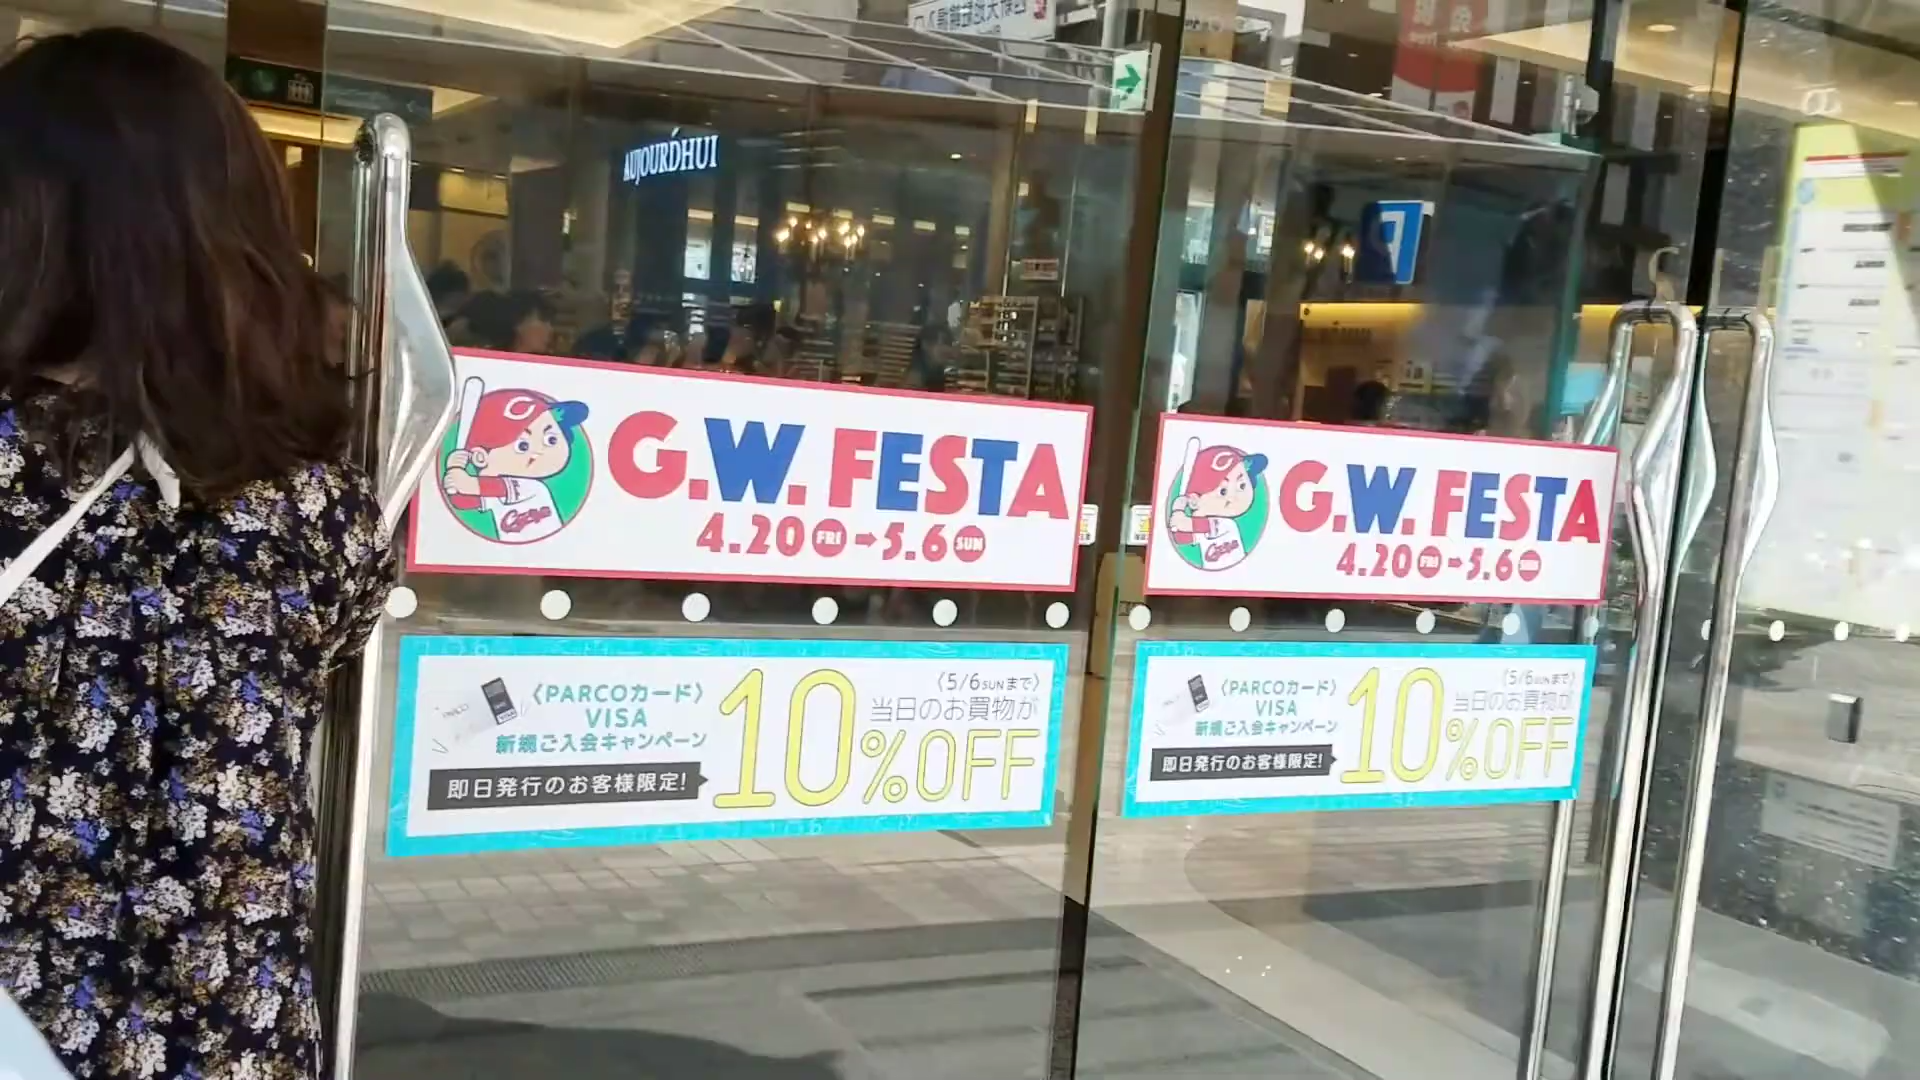 AUJOURD'HUI
G.W. FESTA
4.20 FRI → 5.6 SUN
〈PARCOカード〉
VISA
新規ご入会キャンペーン
即日発行のお客様限定!
10%OFF
〈5/6SUNまで〉
当日のお買物が
G.W. FESTA
4.20 FRI → 5.6 SUN
〈PARCOカード〉
VISA
新規ご入会キャンペーン
即日発行のお客様限定!
10%OFF
〈5/6SUNまで〉
当日のお買物が